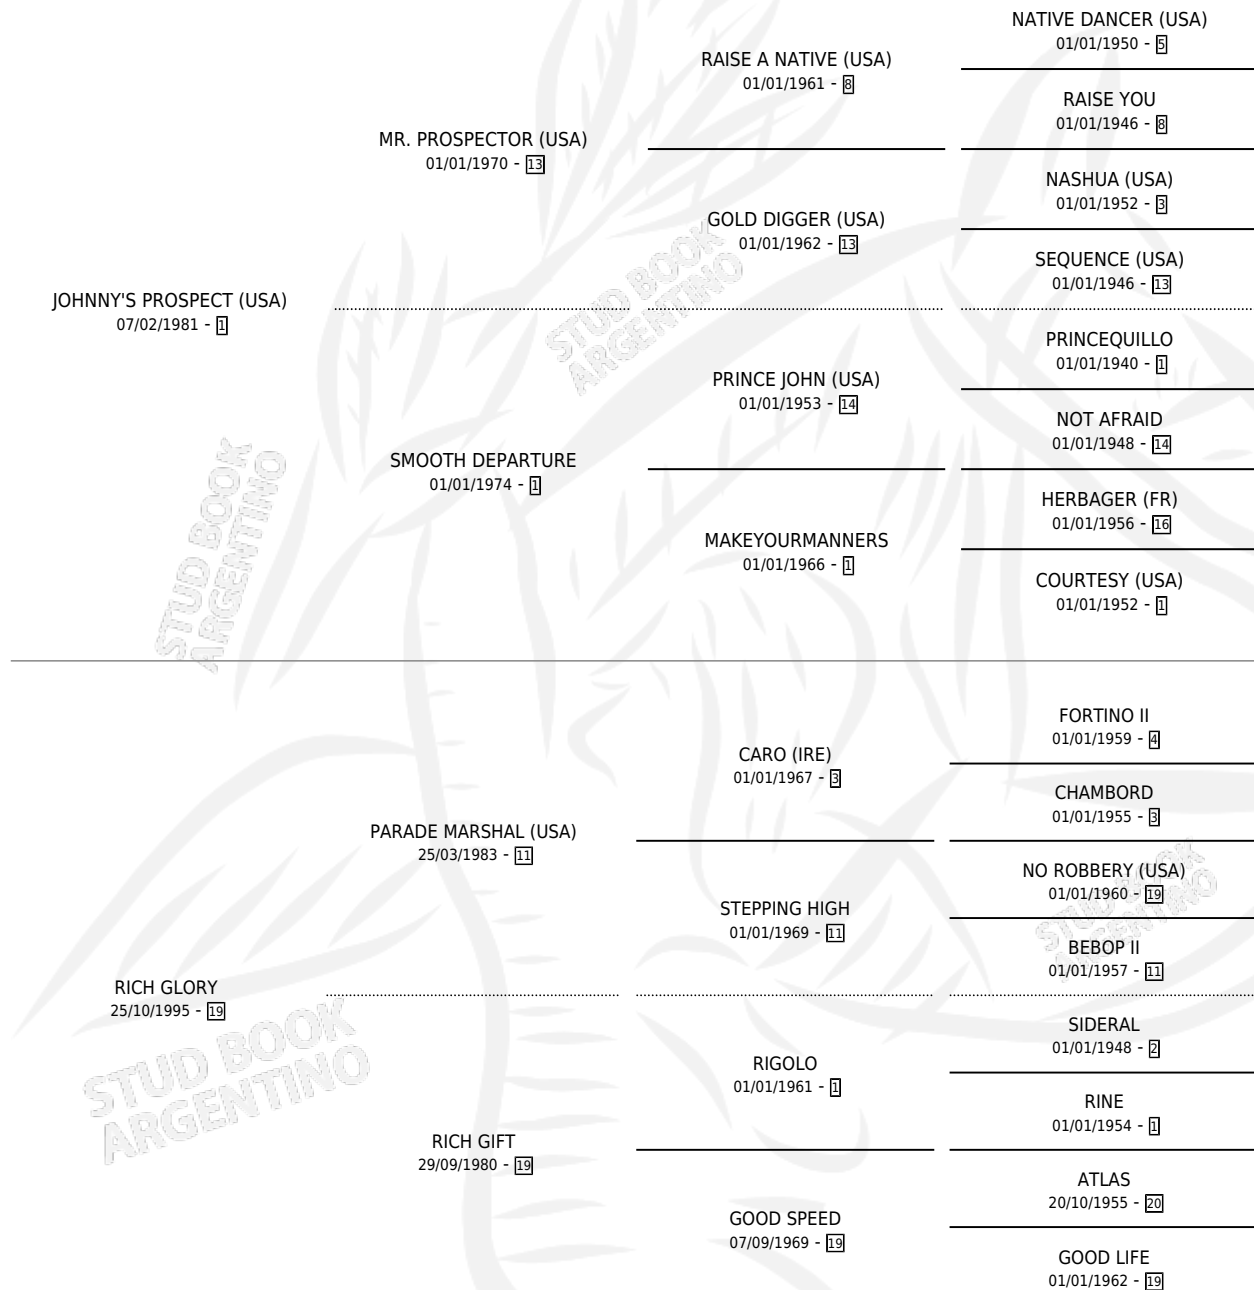 NATIVE DANCER (USA)
01/01/1950 - 5
RAISE A NATIVE (USA)
01/01/1961 - 8
RAISE YOU
01/01/1946 - 8
MR. PROSPECTOR (USA)
01/01/1970 - 13
NASHUA (USA)
01/01/1952 - 3
GOLD DIGGER (USA)
01/01/1962 - 13
SEQUENCE (USA)
01/01/1946 - 13
JOHNNY'S PROSPECT (USA)
07/02/1981 - 1
PRINCEQUILLO
01/01/1940 - 1
PRINCE JOHN (USA)
01/01/1953 - 14
NOT AFRAID
01/01/1948 - 14
SMOOTH DEPARTURE
01/01/1974 - 1
HERBAGER (FR)
01/01/1956 - 16
MAKEYOURMANNERS
01/01/1966 - 1
COURTESY (USA)
01/01/1952 - 1
FORTINO II
01/01/1959 - 4
CARO (IRE)
01/01/1967 - 3
CHAMBORD
01/01/1955 - 3
PARADE MARSHAL (USA)
25/03/1983 - 11
NO ROBBERY (USA)
01/01/1960 - 19
STEPPING HIGH
01/01/1969 - 11
BEBOP II
01/01/1957 - 11
RICH GLORY
25/10/1995 - 19
SIDERAL
01/01/1948 - 2
RIGOLO
01/01/1961 - 1
RINE
01/01/1954 - 1
RICH GIFT
29/09/1980 - 19
ATLAS
20/10/1955 - 20
GOOD SPEED
07/09/1969 - 19
GOOD LIFE
01/01/1962 - 19
STUD BOOK
ARGENTINO
STUD BOOK
ARGENTINO
STUD BOOK
ARGENTINO
STUD BOOK
ARGENTINO